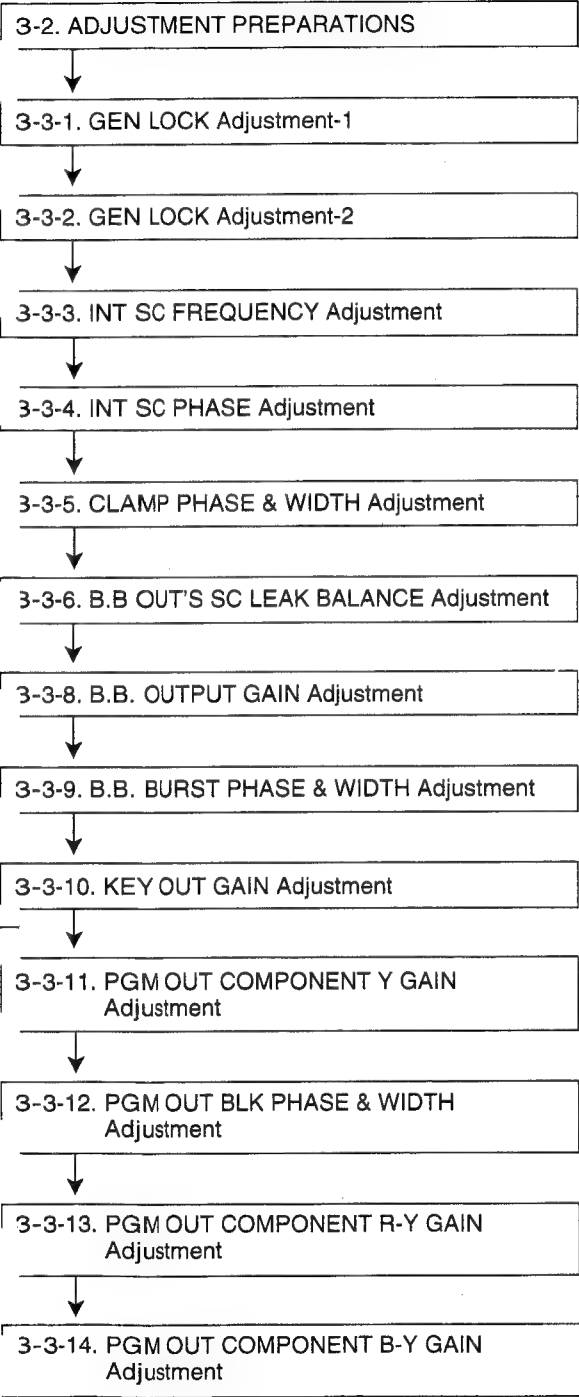 3-2. ADJUSTMENT PREPARATIONS
3-3-1. GEN LOCK Adjustment-1
3-3-2. GEN LOCK Adjustment-2
3-3-3. INT SC FREQUENCY Adjustment
3-3-4. INT SC PHASE Adjustment
3-3-5. CLAMP PHASE & WIDTH Adjustment
3-3-6. B.B OUT'S SC LEAK BALANCE Adjustment
3-3-8. B.B. OUTPUT GAIN Adjustment
3-3-9. B.B. BURST PHASE & WIDTH Adjustment
3-3-10. KEY OUT GAIN Adjustment
3-3-11. PGM OUT COMPONENT Y GAIN
Adjustment
3-3-12. PGM OUT BLK PHASE & WIDTH
Adjustment
3-3-13. PGM OUT COMPONENT R-Y GAIN
Adjustment
3-3-14. PGM OUT COMPONENT B-Y GAIN
Adjustment